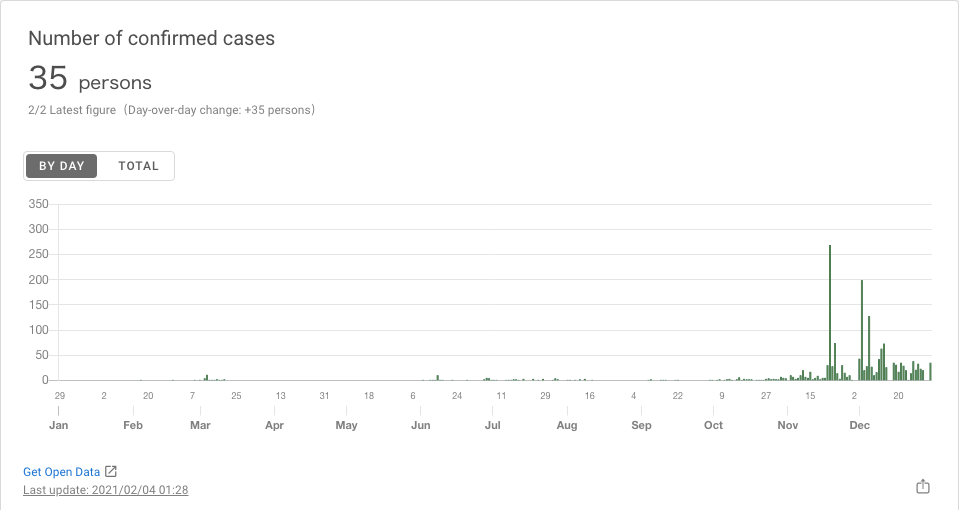 Number of confirmed cases
35 persons
2/2 Latest figure（Day-over-day change: +35 persons）
BY DAY TOTAL
350
300
250
200
150
100
50
0
29 2 20 7 25 13 31 18 6 24 11 29 16 4 22 9 27 15 2 20
Jan Feb Mar Apr May Jun Jul Aug Sep Oct Nov Dec
Get Open Data
Last update: 2021/02/04 01:28